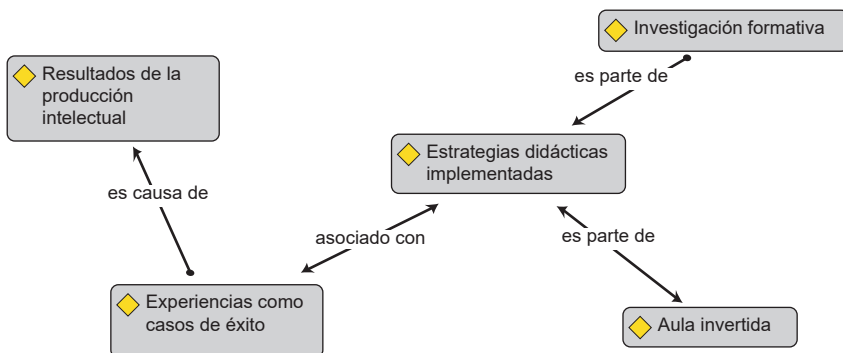 Investigación formativa
Resultados de la
producción
intelectual
es parte de
Estrategias didácticas
implementadas
es causa de
asociado con
es parte de
Experiencias como
casos de éxito
Aula invertida